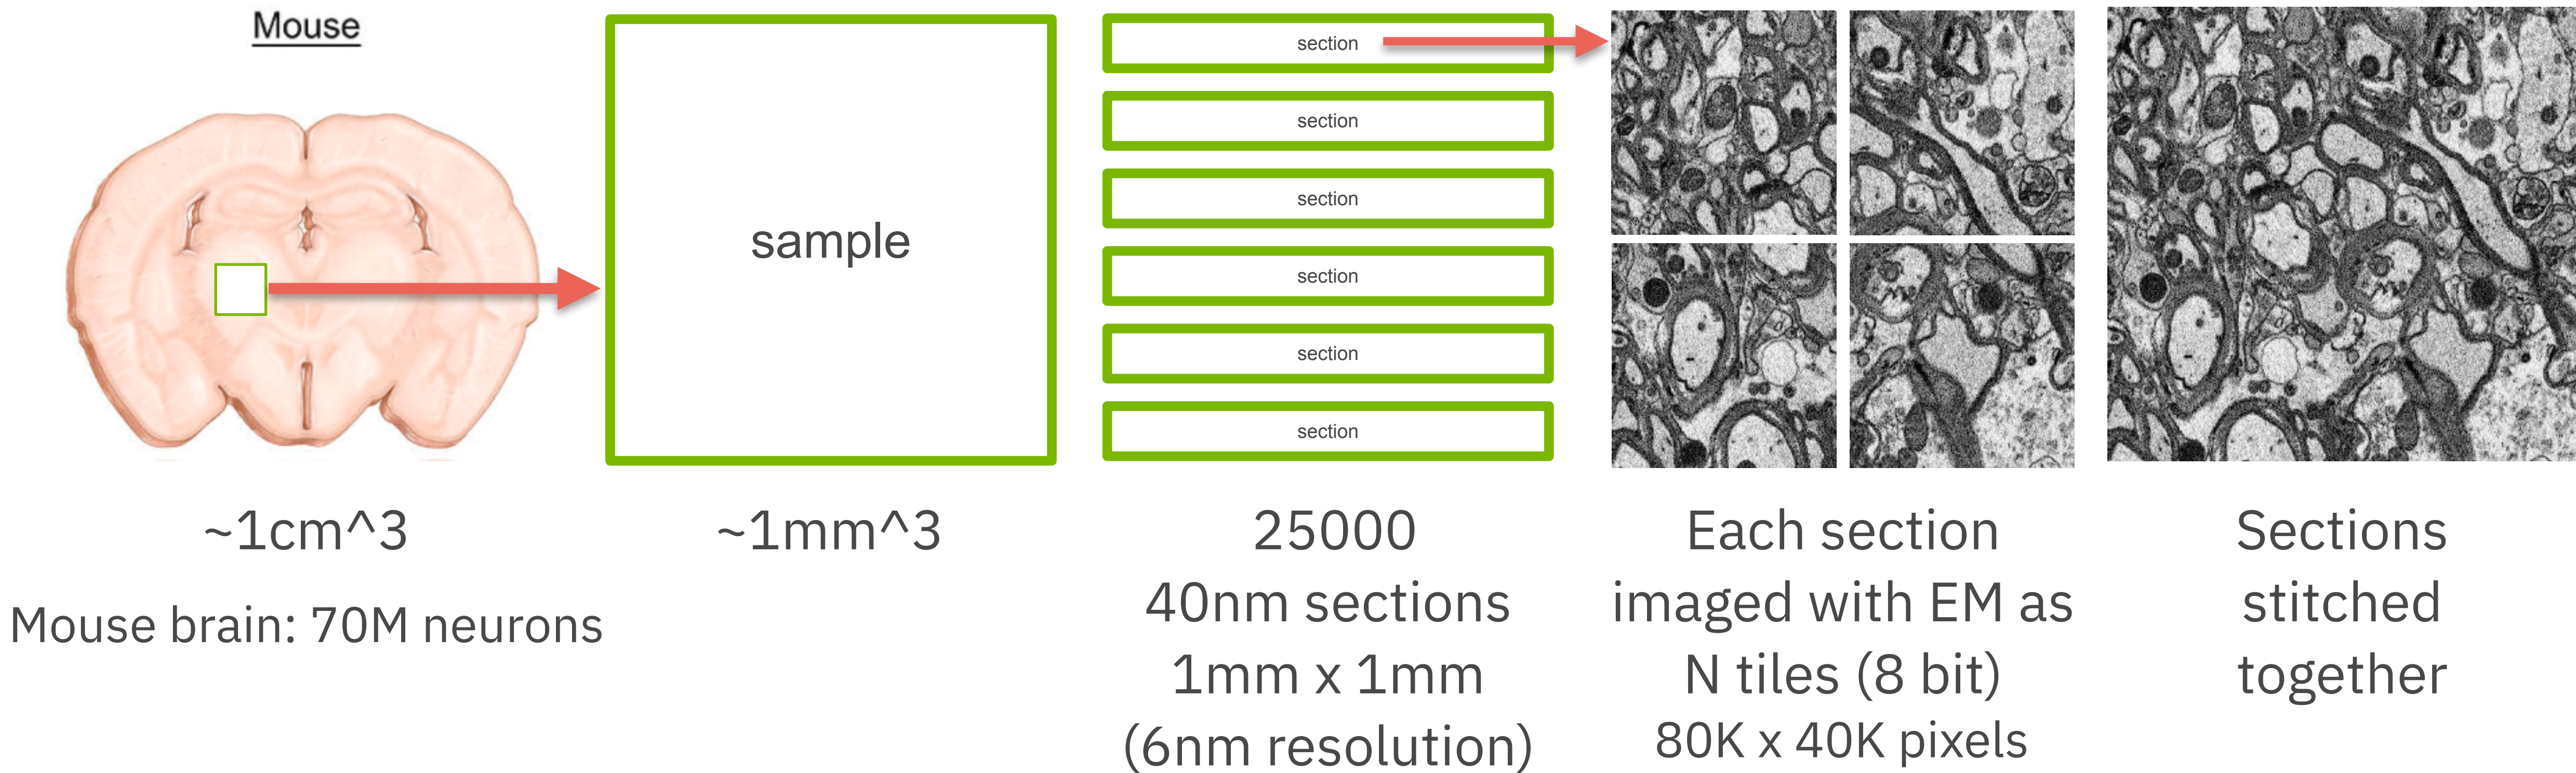 Mouse
sample
section
section
section
section
section
section
~1cm^3
Mouse brain: 70M neurons
~1mm^3
25000
40nm sections
1mm x 1mm
(6nm resolution)
Each section
imaged with EM as
N tiles (8 bit)
80K x 40K pixels
Sections
stitched
together